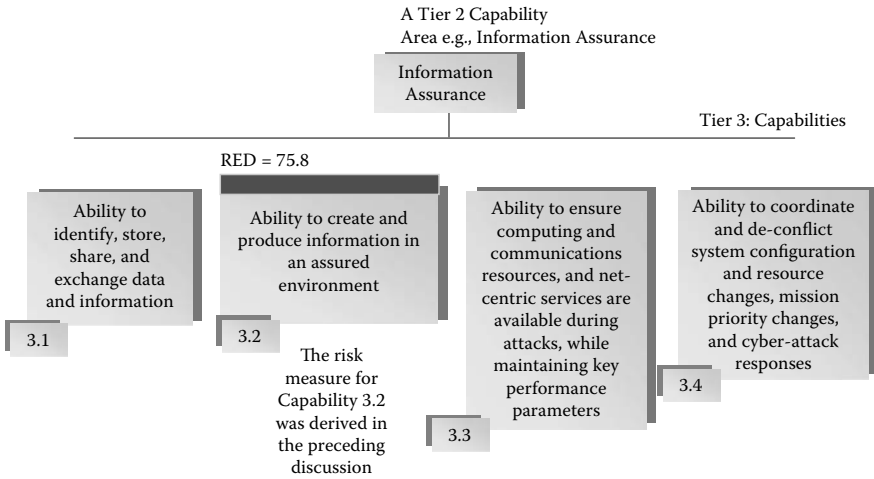 A Tier 2 Capability
Area e.g., Information Assurance
Information
Assurance
Tier 3: Capabilities
RED = 75.8
Ability to
identify, store,
share, and
exchange data
and information
3.1
Ability to create and
produce information in
an assured
environment
3.2
The risk
measure for
Capability 3.2
was derived in
the preceding
discussion
Ability to ensure
computing and
communications
resources, and net-
centric services are
available during
attacks, while
maintaining key
performance
parameters
3.3
Ability to coordinate
and de-conflict
system configuration
and resource
changes, mission
priority changes,
and cyber-attack
responses
3.4